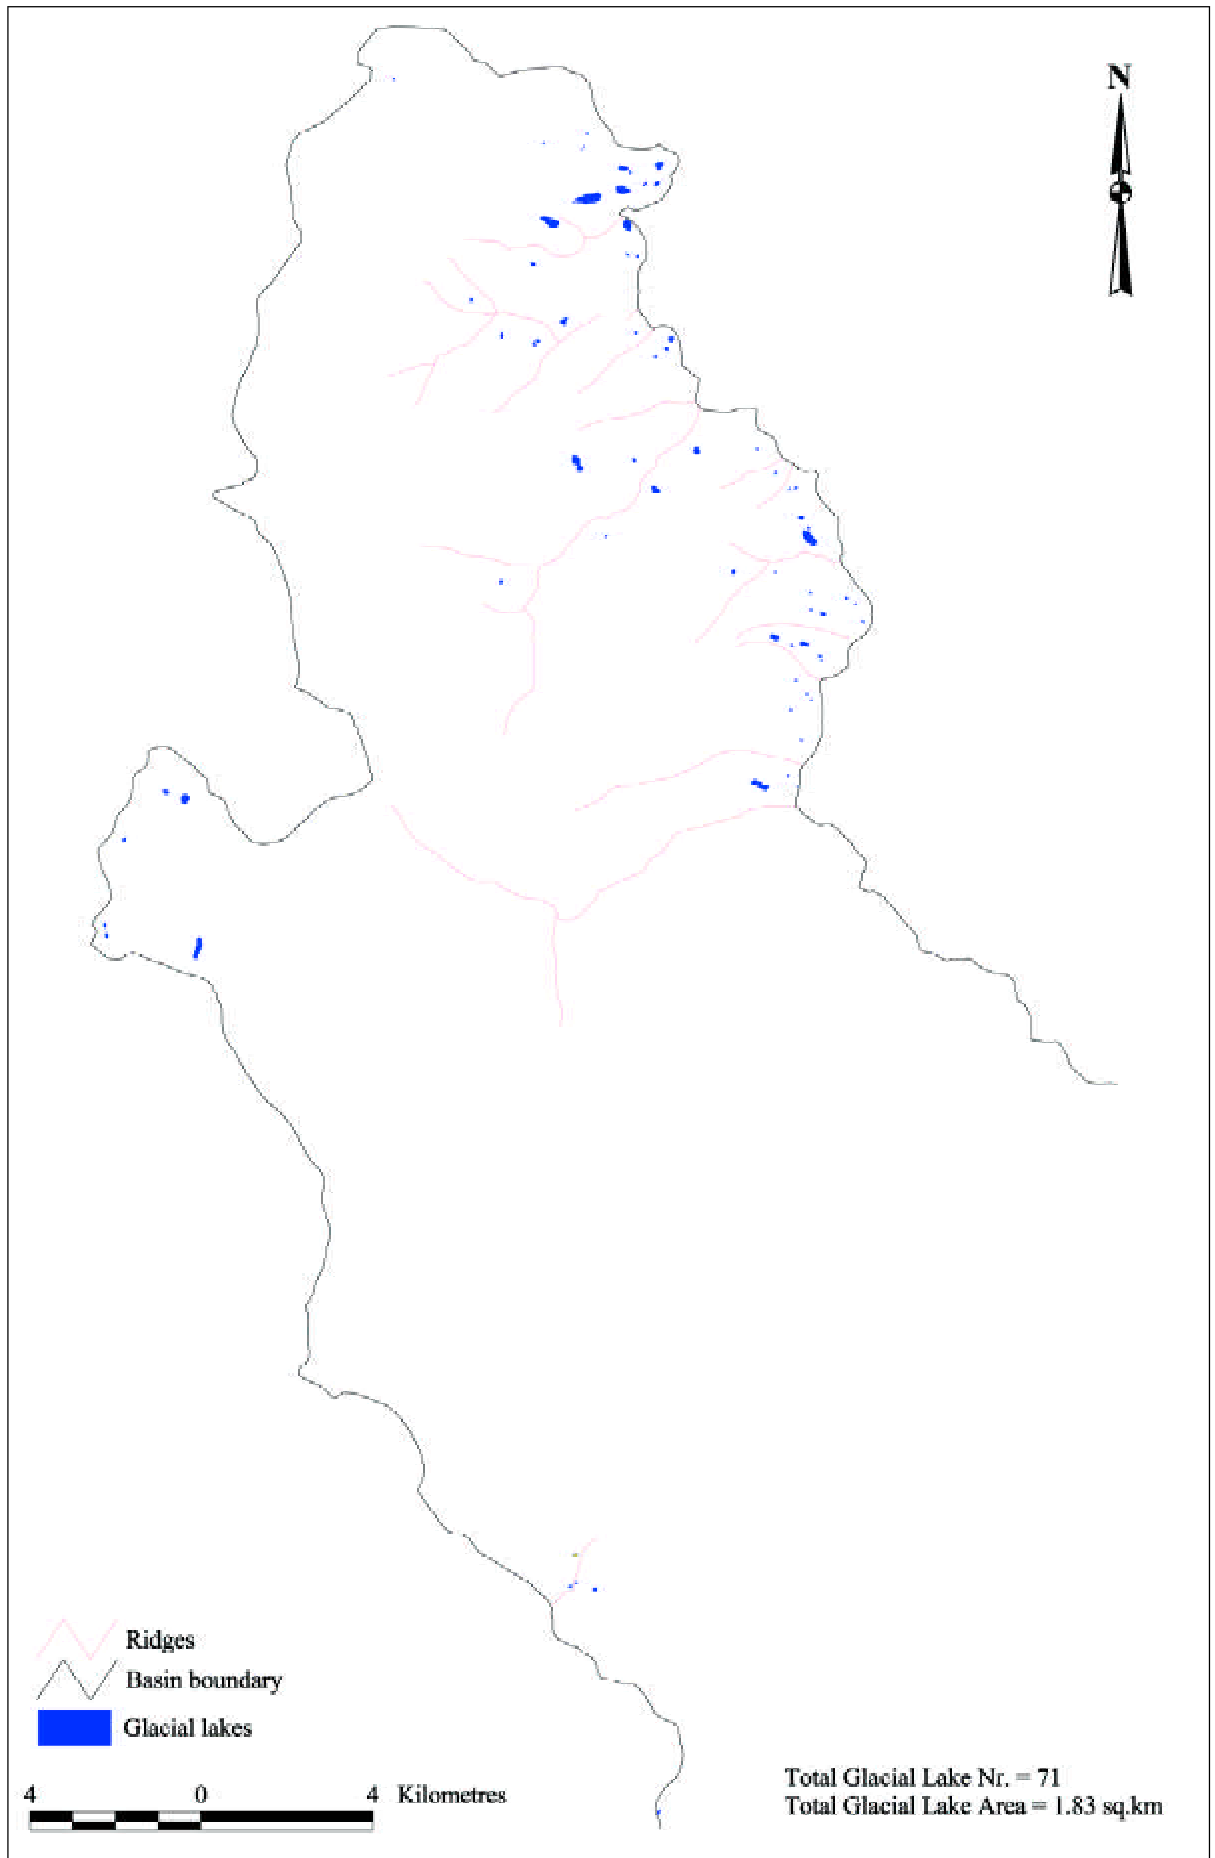 N
Ridges
Basin boundary
Glacial lakes
4 0 4 Kilometres
Total Glacial Lake Nr. = 71
Total Glacial Lake Area = 1.83 sq.km